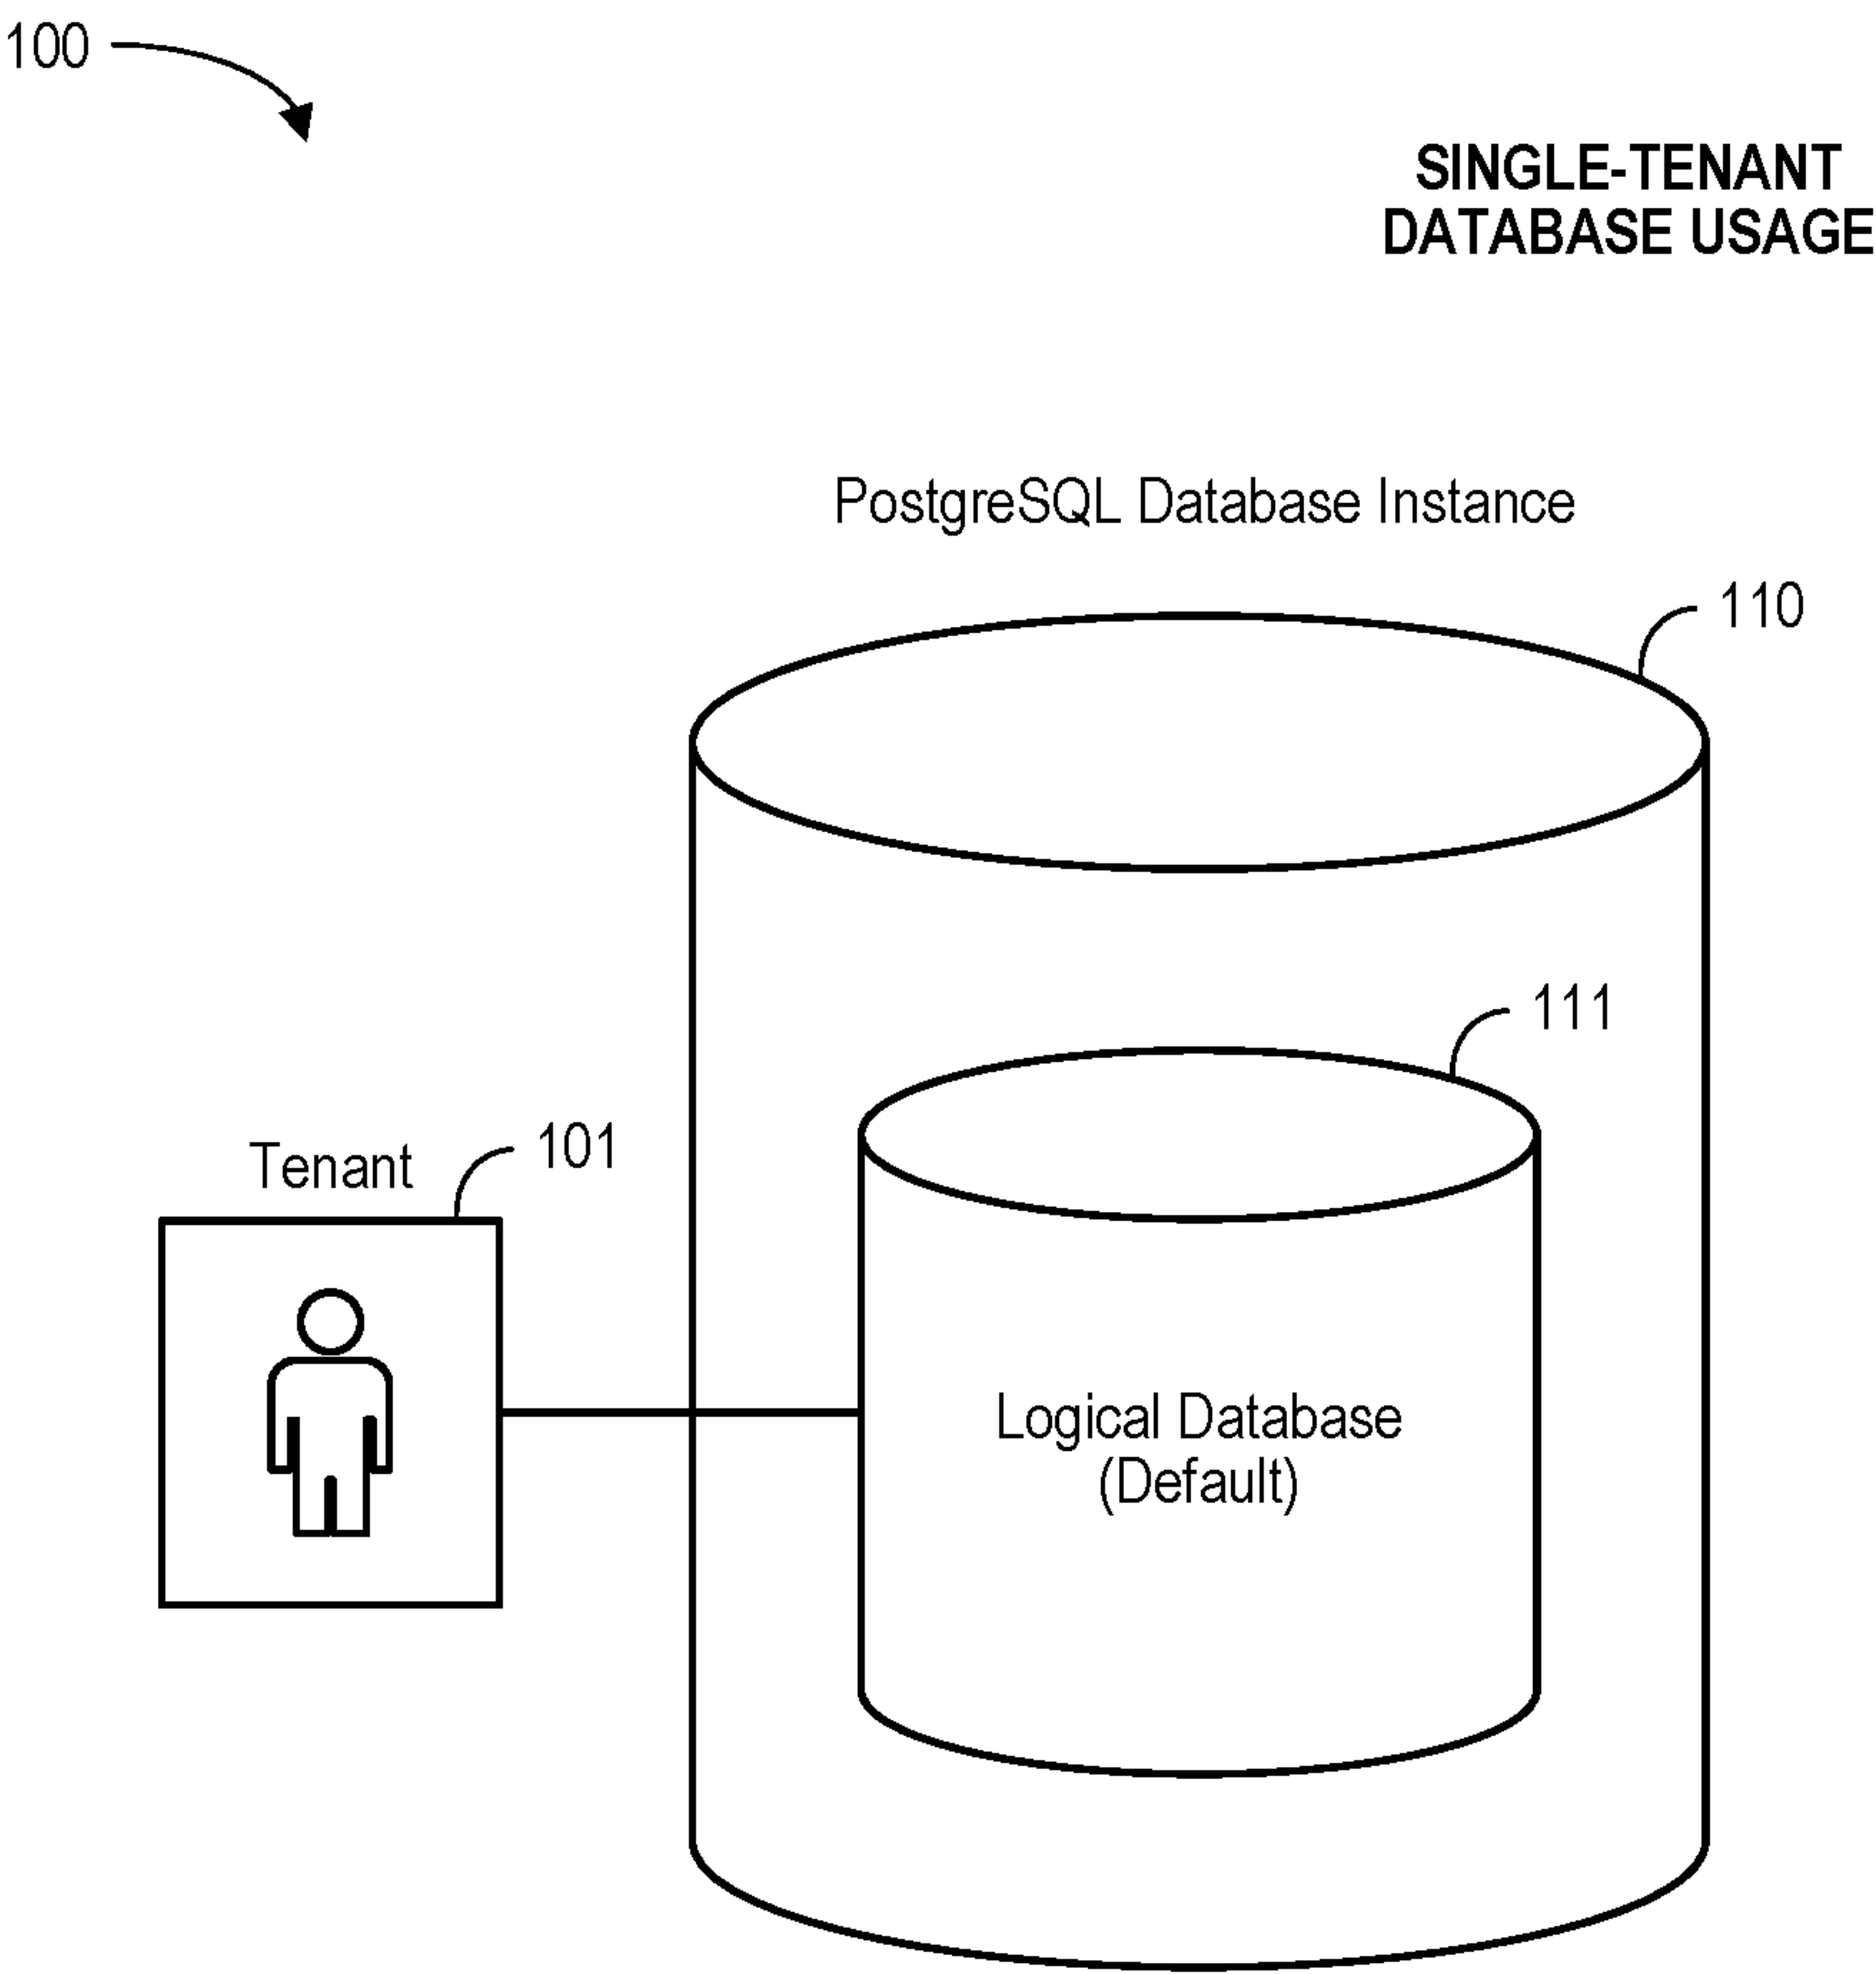 100
SINGLE-TENANT
DATABASE USAGE
PostgreSQL Database Instance
110
111
Tenant
101
Logical Database
(Default)